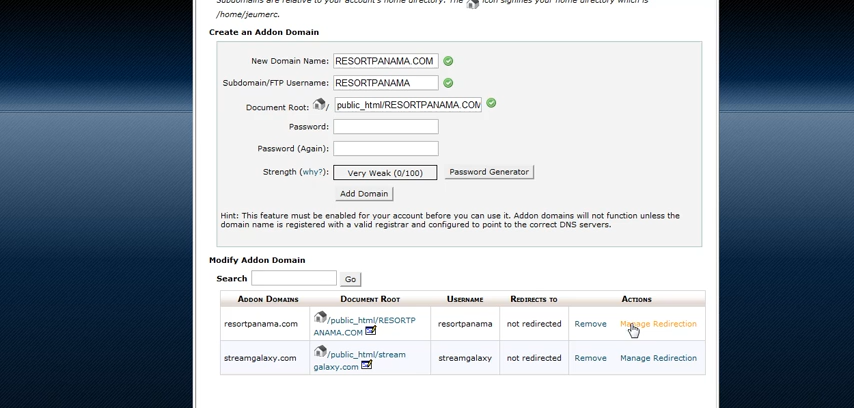 Subdomains are relative to your account's home directory. The icon signifies your home directory which is
/home/jeumerc.
Create an Addon Domain
New Domain Name: RESORTPANAMA.COM
Subdomain/FTP Username: RESORTPANAMA
Document Root: / public_html/RESORTPANAMA.COM
Password:
Password (Again):
Strength (why?): Very Weak (0/100) Password Generator
Add Domain
Hint: This feature must be enabled for your account before you can use it. Addon domains will not function unless the
domain name is registered with a valid registrar and configured to point to the correct DNS servers.
Modify Addon Domain
Search Go
Addon Domains Document Root Username Redirects to Actions
resortpanama.com /public_html/RESORTP
ANAMA.COM resortpanama not redirected Remove Manage Redirection
streamgalaxy.com /public_html/stream
galaxy.com streamgalaxy not redirected Remove Manage Redirection